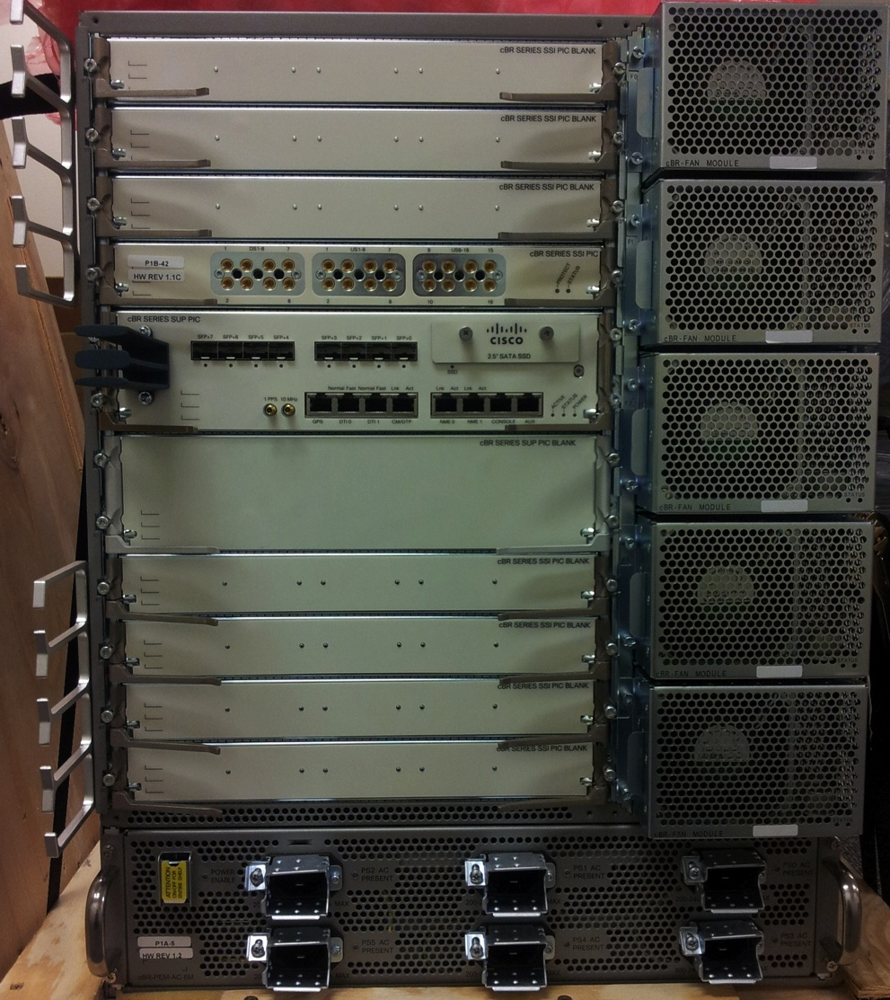 cBR SERIES SSI PIC BLANK
cBR SERIES SSI PIC BLANK
cBR SERIES SSI PIC BLANK
STATUS
cBR-FAN MODULE
1 DS1-8 7 1 US1-8 7 9 US9-16 15
cBR SERIES SSI PIC
P1B-42
HW REV 1.1C
PROTECT
STATUS
2 8 2 8 10 16
cBR-FAN MODULE
cBR SERIES SUP PIC
SFP+7 SFP+6 SFP+5 SFP+4 SFP+3 SFP+2 SFP+1 SFP+0
CISCO
2.5" SATA SSD
SSD
Normal Fast Normal Fast Link Act Link Act Link Act
1 PPS 10 MHz
ACTIVE
STATUS
POWER
GPS DTI 0 DTI 1 CM/DTP NME 0 NME 1 CONSOLE AUX
cBR SERIES SUP PIC BLANK
STATUS
cBR-FAN MODULE
cBR SERIES SSI PIC BLANK
cBR SERIES SSI PIC BLANK
STATUS
cBR-FAN MODULE
cBR SERIES SSI PIC BLANK
cBR SERIES SSI PIC BLANK
cBR-FAN MODULE
ATTENTION
ON/OFF FOR
ENTIRE SHELF
POWER
ENABLE
PS2 AC
PRESENT
PS1 AC
PRESENT
PS0 AC
PRESENT
PS5 AC
PRESENT
PS4 AC
PRESENT
PS3 AC
PRESENT
P1A-5
HW REV 1.2
cBR-PEM-AC-6M